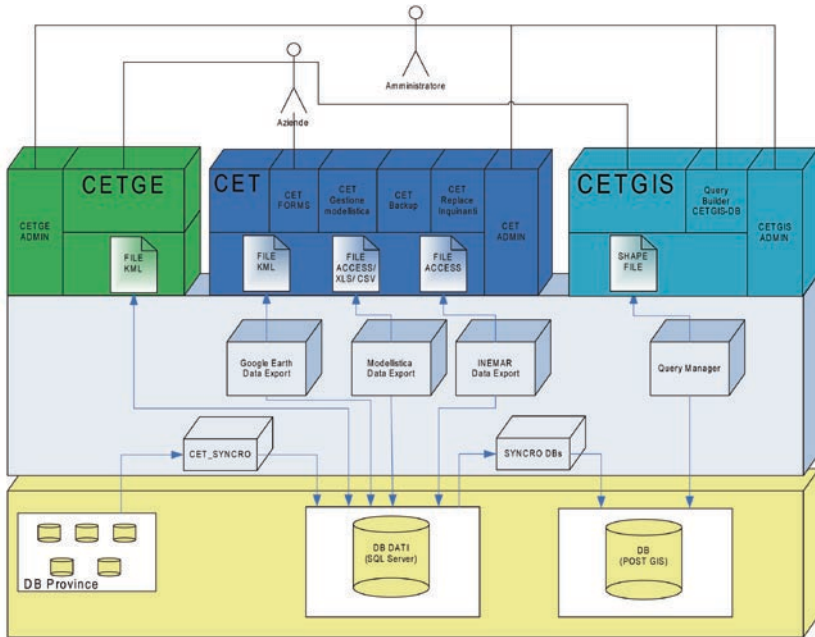 Amministratore
Aziende
CETGE
ADMIN
CETGE
FILE
KML
CET
CET
FORMS
CET
Gestione
modellistica
CET
Backup
CET
Replace
Inquinanti
CET
ADMIN
FILE
KML
FILE
ACCESS/
XLS/ CSV
FILE
ACCESS
CETGIS
Query
Builder
CETGIS-DB
CETGIS
ADMIN
SHAPE
FILE
Google Earth
Data Export
Modellistica
Data Export
INEMAR
Data Export
Query Manager
CET_SYNCRO
SYNCRO DBs
DB Province
DB DATI
(SQL Server)
DB
(POST GIS)